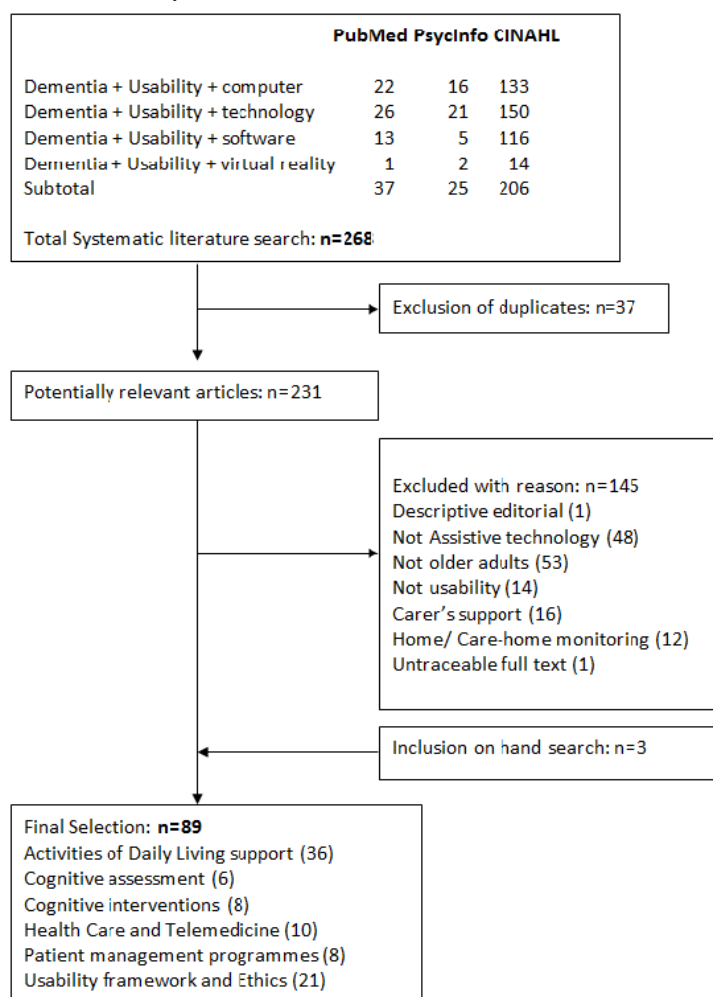 PubMed PsycInfo CINAHL
Dementia + Usability + computer 22 16 133
Dementia + Usability + technology 26 21 150
Dementia + Usability + software 13 5 116
Dementia + Usability + virtual reality 1 2 14
Subtotal 37 25 206
Total Systematic literature search: n=268
Exclusion of duplicates: n=37
Potentially relevant articles: n=231
Excluded with reason: n=145
Descriptive editorial (1)
Not Assistive technology (48)
Not older adults (53)
Not usability (14)
Carer's support (16)
Home/ Care-home monitoring (12)
Untraceable full text (1)
Inclusion on hand search: n=3
Final Selection: n=89
Activities of Daily Living support (36)
Cognitive assessment (6)
Cognitive interventions (8)
Health Care and Telemedicine (10)
Patient management programmes (8)
Usability framework and Ethics (21)